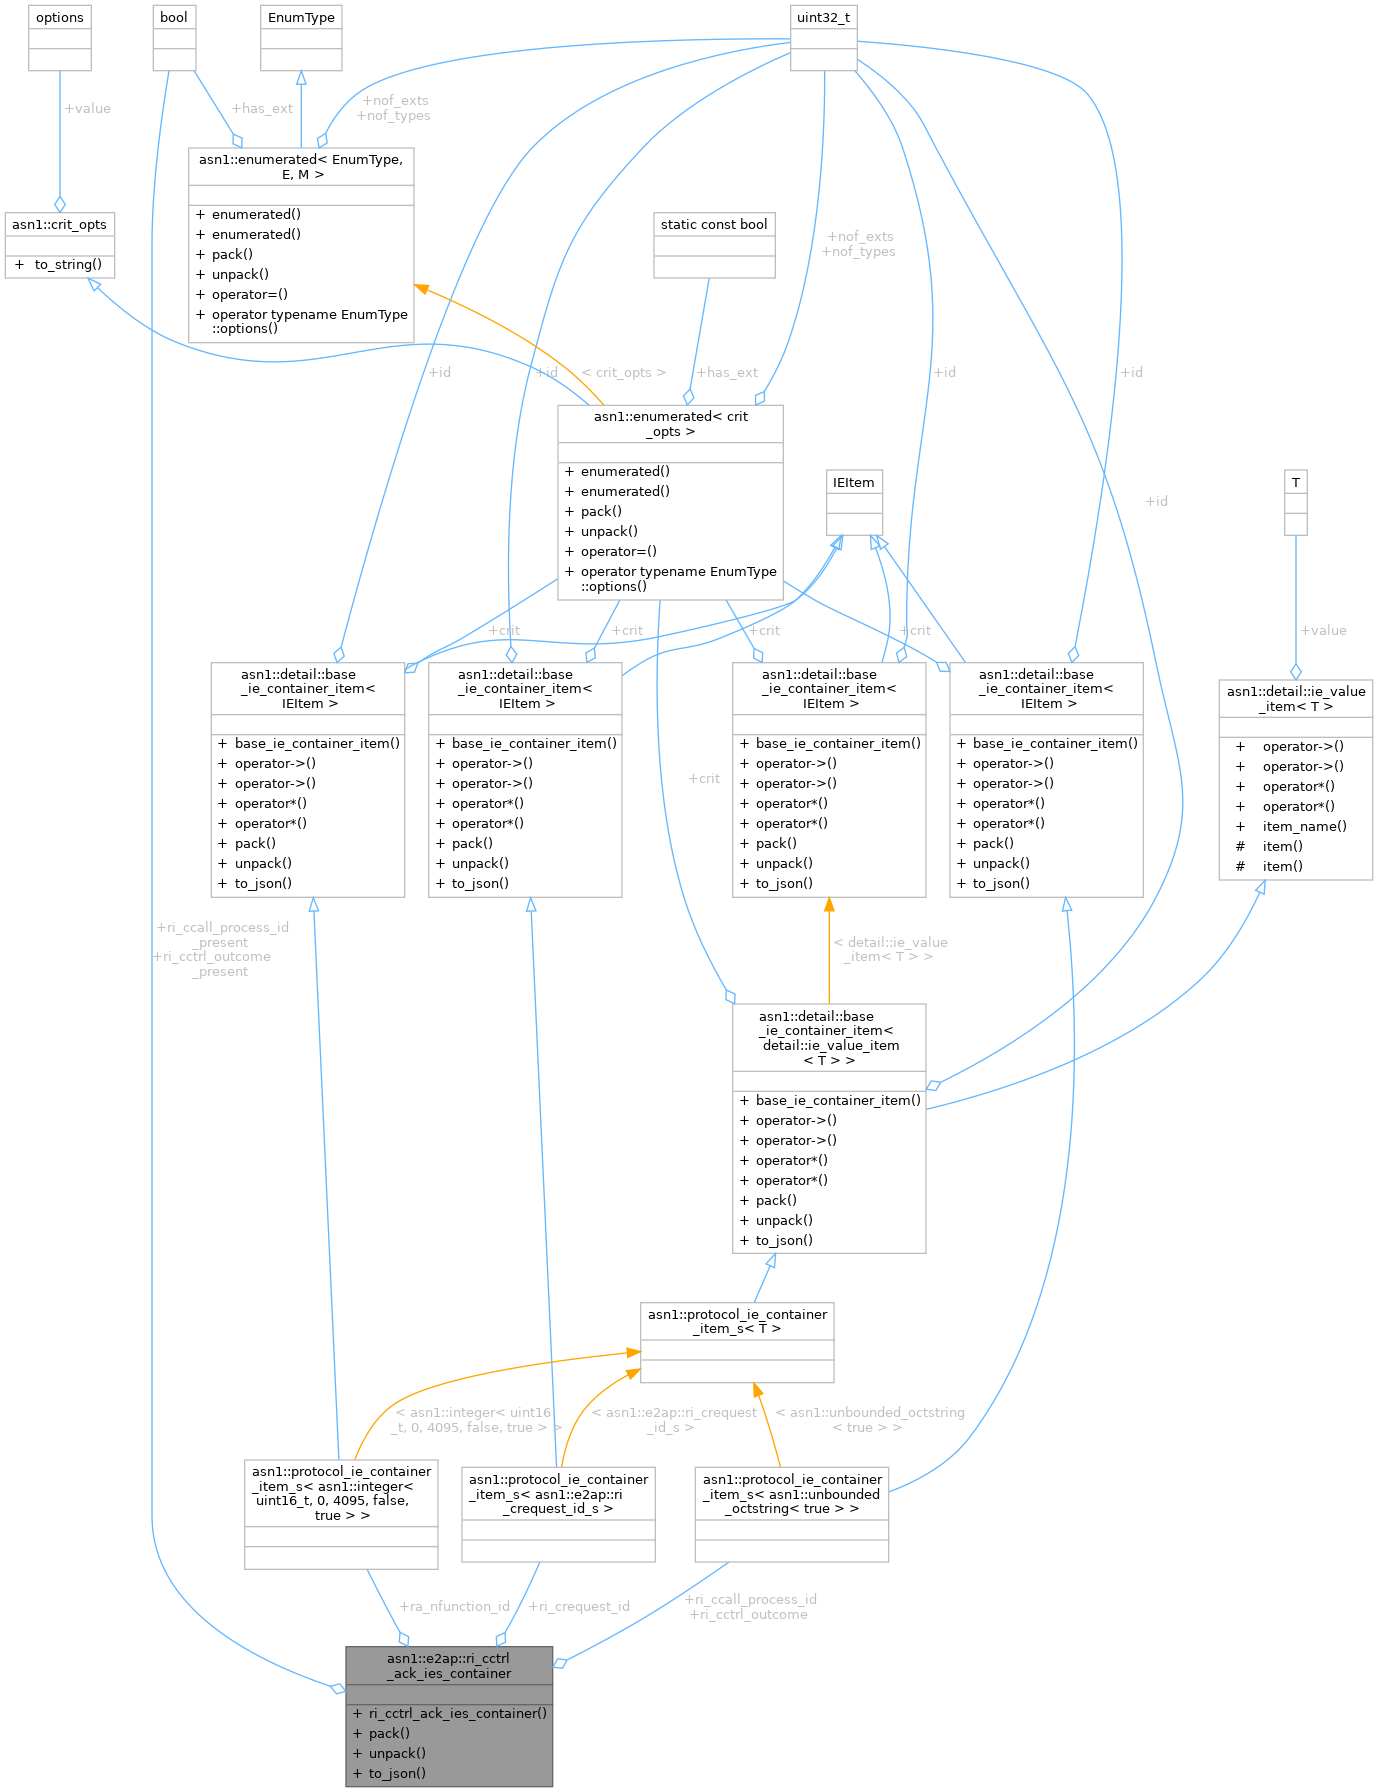 options
bool
EnumType
uint32_t
+value
+has_ext
+nof_exts
+nof_types
asn1::enumerated< EnumType,
E, M >
+ enumerated()
+ enumerated()
+ pack()
+ unpack()
+ operator=()
+ operator typename EnumType
::options()
asn1::crit_opts
+ to_string()
static const bool
+nof_exts
+nof_types
+id
+id
< crit_opts >
+has_ext
+id
+id
asn1::enumerated< crit
_opts >
+ enumerated()
+ enumerated()
+ pack()
+ unpack()
+ operator=()
+ operator typename EnumType
::options()
IEItem
T
+id
+crit
+crit
+crit
+crit
+value
asn1::detail::base
_ie_container_item<
IEItem >
+ base_ie_container_item()
+ operator->()
+ operator->()
+ operator*()
+ operator*()
+ pack()
+ unpack()
+ to_json()
asn1::detail::base
_ie_container_item<
IEItem >
+ base_ie_container_item()
+ operator->()
+ operator->()
+ operator*()
+ operator*()
+ pack()
+ unpack()
+ to_json()
asn1::detail::base
_ie_container_item<
IEItem >
+ base_ie_container_item()
+ operator->()
+ operator->()
+ operator*()
+ operator*()
+ pack()
+ unpack()
+ to_json()
asn1::detail::base
_ie_container_item<
IEItem >
+ base_ie_container_item()
+ operator->()
+ operator->()
+ operator*()
+ operator*()
+ pack()
+ unpack()
+ to_json()
asn1::detail::ie_value
_item< T >
+ operator->()
+ operator->()
+ operator*()
+ operator*()
+ item_name()
# item()
# item()
+crit
+ri_ccall_process_id
_present
+ri_cctrl_outcome
_present
< detail::ie_value
_item< T > >
asn1::detail::base
_ie_container_item<
detail::ie_value_item
< T > >
+ base_ie_container_item()
+ operator->()
+ operator->()
+ operator*()
+ operator*()
+ pack()
+ unpack()
+ to_json()
asn1::protocol_ie_container
_item_s< T >
< asn1::integer< uint16
_t, 0, 4095, false, true > >
< asn1::e2ap::ri_crequest
_id_s >
< asn1::unbounded_octstring
< true > >
asn1::protocol_ie_container
_item_s< asn1::integer<
uint16_t, 0, 4095, false,
true > >
asn1::protocol_ie_container
_item_s< asn1::e2ap::ri
_crequest_id_s >
asn1::protocol_ie_container
_item_s< asn1::unbounded
_octstring< true > >
+ra_nfunction_id
+ri_crequest_id
+ri_ccall_process_id
+ri_cctrl_outcome
asn1::e2ap::ri_cctrl
_ack_ies_container
+ ri_cctrl_ack_ies_container()
+ pack()
+ unpack()
+ to_json()